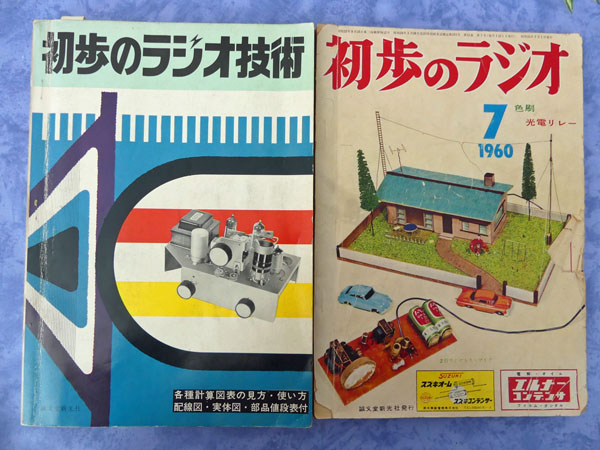 初歩のラジオ技術
各種計算図表の見方・使い方
配線図・実体図・部品値段表付
誠文堂新光社
初歩のラジオ
7
1960
色刷
光電リレー
SUZUKI
スズキオーム
スズキコンデンサー
エルナー
コンデンサ
誠文堂新光社発行